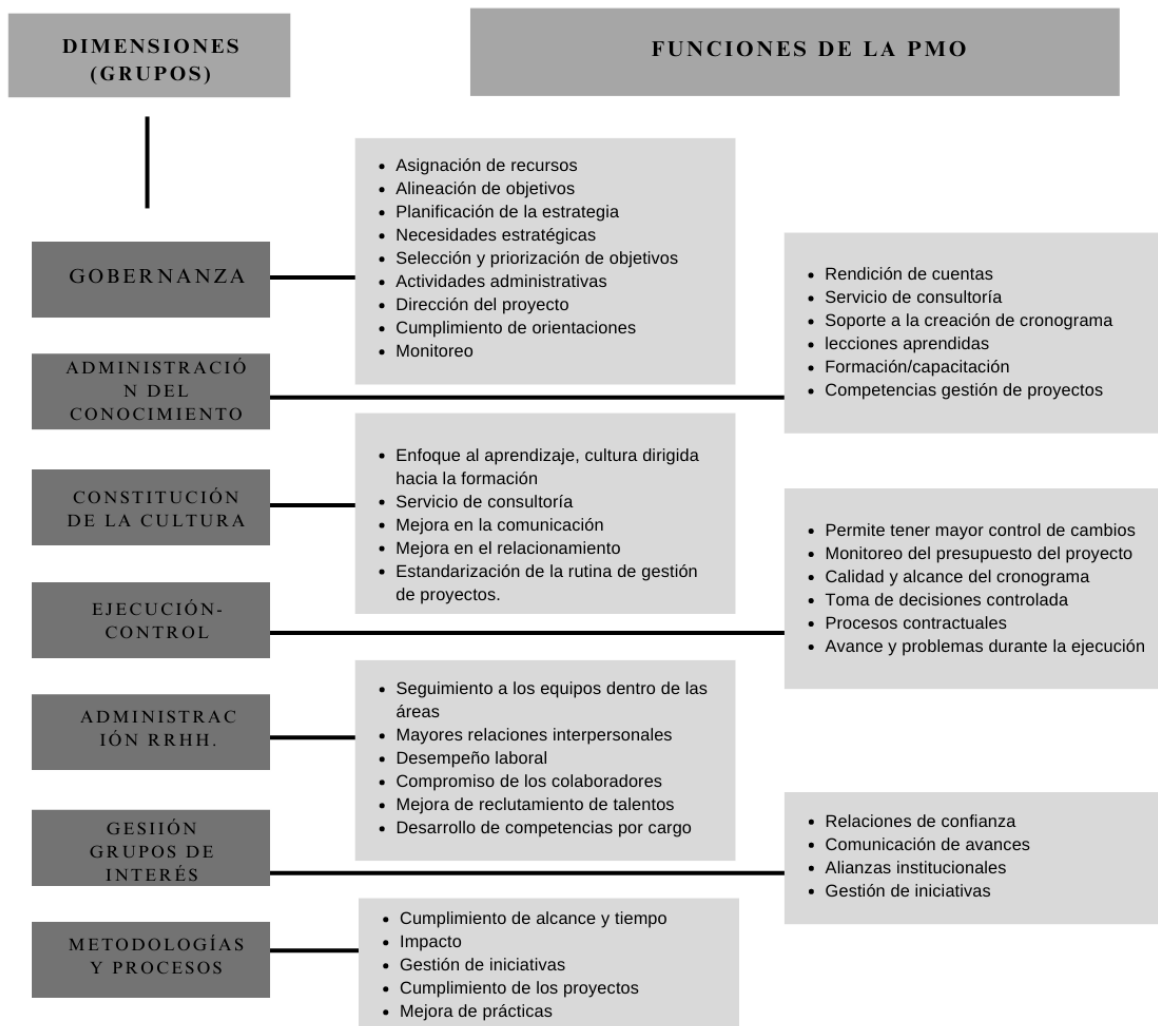 DIMENSIONES
(GRUPOS)
FUNCIONES DE LA PMO
GOBERNANZA
• Asignación de recursos
• Alineación de objetivos
• Planificación de la estrategia
• Necesidades estratégicas
• Selección y priorización de objetivos
• Actividades administrativas
• Dirección del proyecto
• Cumplimiento de orientaciones
• Monitoreo
ADMINISTRACIÓ
N DEL
CONOCIMIENTO
• Rendición de cuentas
• Servicio de consultoría
• Soporte a la creación de cronograma
• lecciones aprendidas
• Formación/capacitación
• Competencias gestión de proyectos
CONSTITUCIÓN
DE LA CULTURA
• Enfoque al aprendizaje, cultura dirigida
hacia la formación
• Servicio de consultoría
• Mejora en la comunicación
• Mejora en el relacionamiento
• Estandarización de la rutina de gestión
de proyectos.
EJECUCIÓN-
CONTROL
• Permite tener mayor control de cambios
• Monitoreo del presupuesto del proyecto
• Calidad y alcance del cronograma
• Toma de decisiones controlada
• Procesos contractuales
• Avance y problemas durante la ejecución
ADMINISTRAC
IÓN RRHH.
• Seguimiento a los equipos dentro de las
áreas
• Mayores relaciones interpersonales
• Desempeño laboral
• Compromiso de los colaboradores
• Mejora de reclutamiento de talentos
• Desarrollo de competencias por cargo
GESIIÓN
GRUPOS DE
INTERÉS
• Relaciones de confianza
• Comunicación de avances
• Alianzas institucionales
• Gestión de iniciativas
METODOLOGÍAS
Y PROCESOS
• Cumplimiento de alcance y tiempo
• Impacto
• Gestión de iniciativas
• Cumplimiento de los proyectos
• Mejora de prácticas